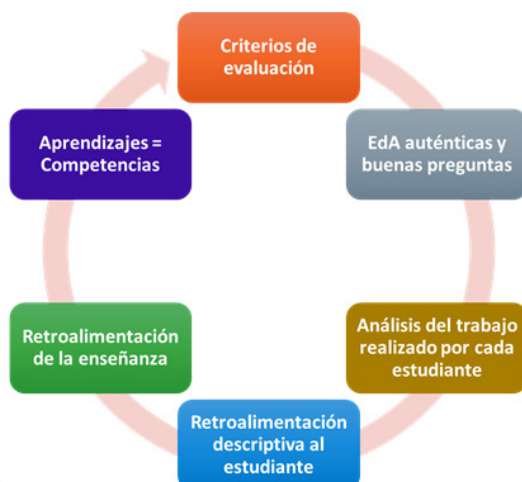 Criterios de
evaluación
EdA auténticas y
buenas preguntas
Análisis del trabajo
realizado por cada
estudiante
Retroalimentación
descriptiva al
estudiante
Retroalimentación
de la enseñanza
Aprendizajes =
Competencias